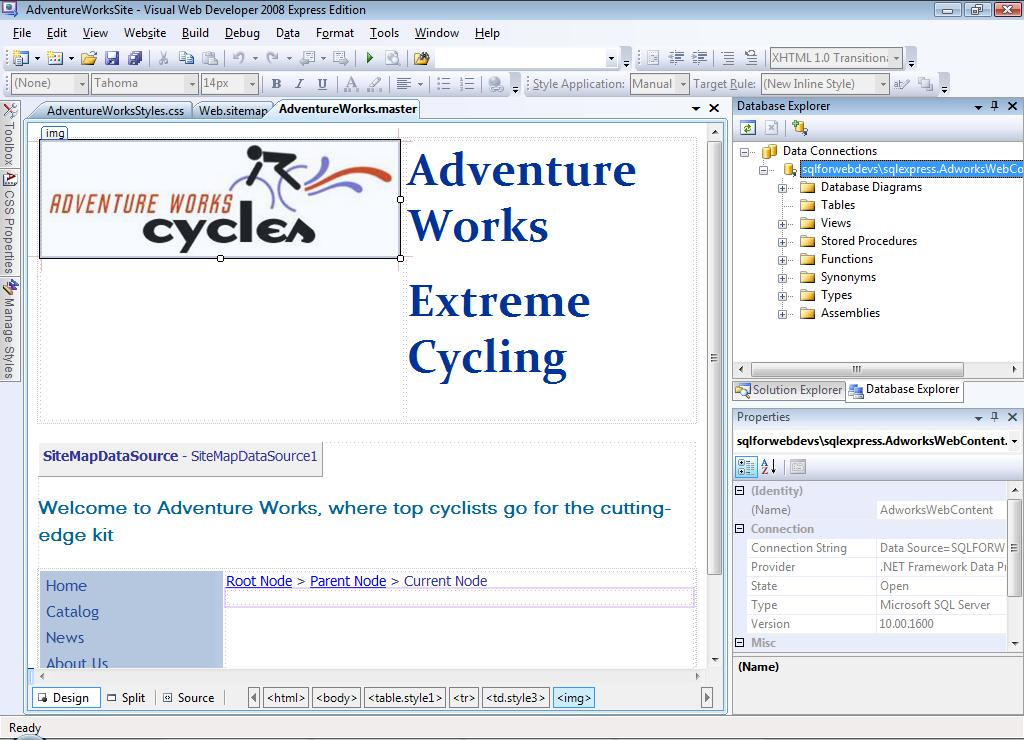 AdventureWorksSite - Visual Web Developer 2008 Express Edition
File Edit View Website Build Debug Data Format Tools Window Help
XHTML 1.0 Transition
(None) Tahoma 14px B I U A Style Application: Manual Target Rule: (New Inline Style)
Toolbox
CSS Properties
Manage Styles
AdventureWorksStyles.css Web.sitemap AdventureWorks.master
img
ADVENTURE WORKS
cycles
Adventure
Works
Extreme
Cycling
SiteMapDataSource - SiteMapDataSource1
Welcome to Adventure Works, where top cyclists go for the cutting-
edge kit
Home
Catalog
News
About Us
Root Node > Parent Node > Current Node
Design Split Source <html> <body> <table.style1> <tr> <td.style3> <img>
Database Explorer
Data Connections
sqlforwebdevs\sqlexpress.AdworksWebCo
Database Diagrams
Tables
Views
Stored Procedures
Functions
Synonyms
Types
Assemblies
Solution Explorer Database Explorer
Properties
sqlforwebdevs\sqlexpress.AdworksWebContent.
(Identity)
(Name) AdworksWebContent
Connection
Connection String Data Source=SQLFORW
Provider .NET Framework Data Pr
State Open
Type Microsoft SQL Server
Version 10.00.1600
Misc
(Name)
Ready